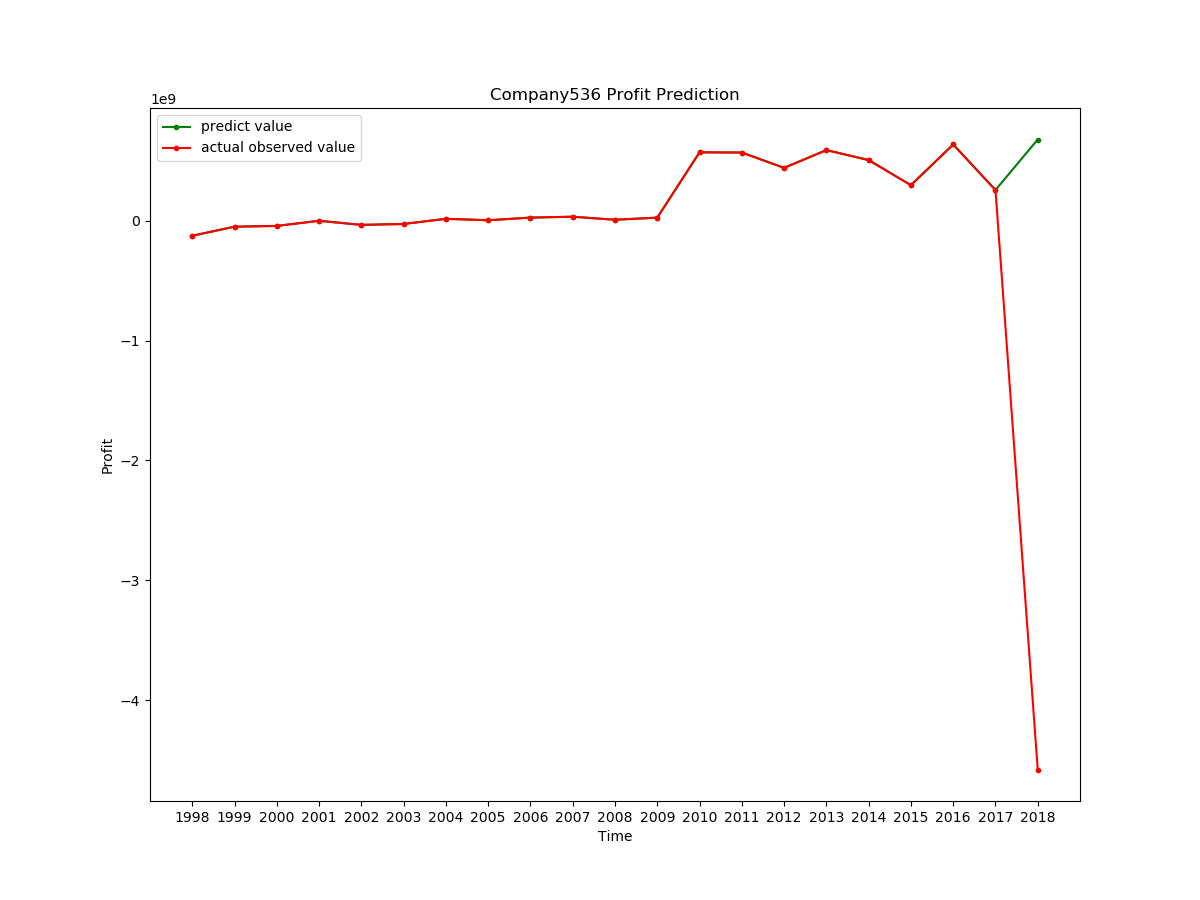 Company536 Profit Prediction
1e9
predict value
actual observed value
0
−1
−2
−3
−4
Profit
1998 1999 2000 2001 2002 2003 2004 2005 2006 2007 2008 2009 2010 2011 2012 2013 2014 2015 2016 2017 2018
Time